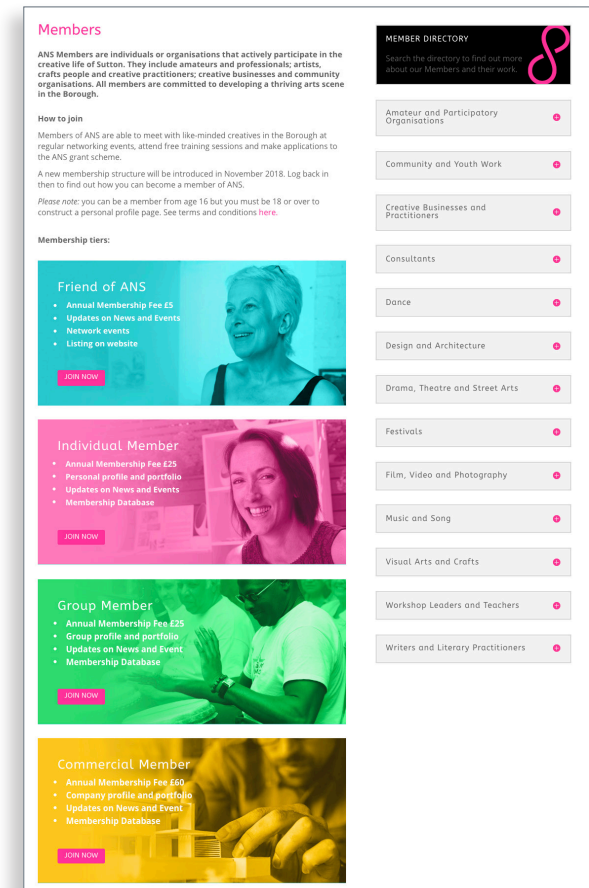 Members
ANS Members are individuals or organisations that actively participate in the
creative life of Sutton. They include amateurs and professionals; artists,
crafts people and creative practitioners; creative businesses and community
organisations. All members are committed to developing a thriving arts scene
in the Borough.
How to join
Members of ANS are able to meet with like-minded creatives in the Borough at
regular networking events, attend free training sessions and make applications to
the ANS grant scheme.
A new membership structure will be introduced in November 2018. Log back in
then to find out how you can become a member of ANS.
Please note: you can be a member from age 16 but you must be 18 or over to
construct a personal profile page. See terms and conditions here.
Membership tiers:
Friend of ANS
• Annual Membership Fee £5
• Updates on News and Events
• Network events
• Listing on website
JOIN NOW
Individual Member
• Annual Membership Fee £25
• Personal profile and portfolio
• Updates on News and Events
• Membership Database
JOIN NOW
Group Member
• Annual Membership Fee £25
• Group profile and portfolio
• Updates on News and Event
• Membership Database
JOIN NOW
Commercial Member
• Annual Membership Fee £60
• Company profile and portfolio
• Updates on News and Event
• Membership Database
JOIN NOW
MEMBER DIRECTORY
Search the directory to find out more
about our Members and their work.
Amateur and Participatory
Organisations
Community and Youth Work
Creative Businesses and
Practitioners
Consultants
Dance
Design and Architecture
Drama, Theatre and Street Arts
Festivals
Film, Video and Photography
Music and Song
Visual Arts and Crafts
Workshop Leaders and Teachers
Writers and Literary Practitioners